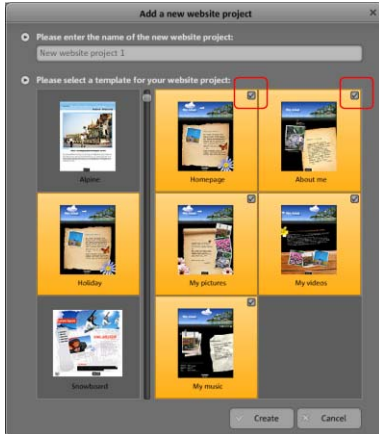 Add a new website project
Please enter the name of the new website project:
New website project 1
Please select a template for your website project:
Alpine
Homepage
About me
Holiday
My pictures
My videos
Snowboard
My music
Create
Cancel